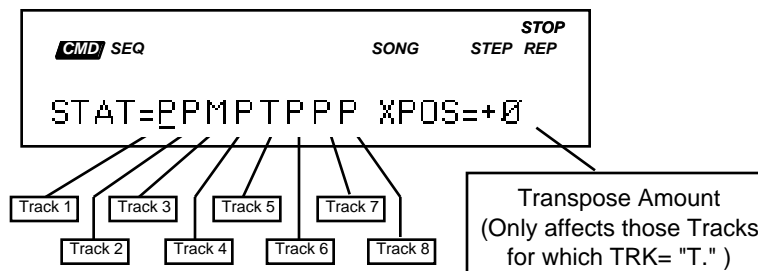 STOP
CMD SEQ SONG STEP REP
STAT=PPMPTPPP XPOS=+0
Track 1 Track 3 Track 5 Track 7
Track 2 Track 4 Track 6 Track 8
Transpose Amount
(Only affects those Tracks
for which TRK= "T." )